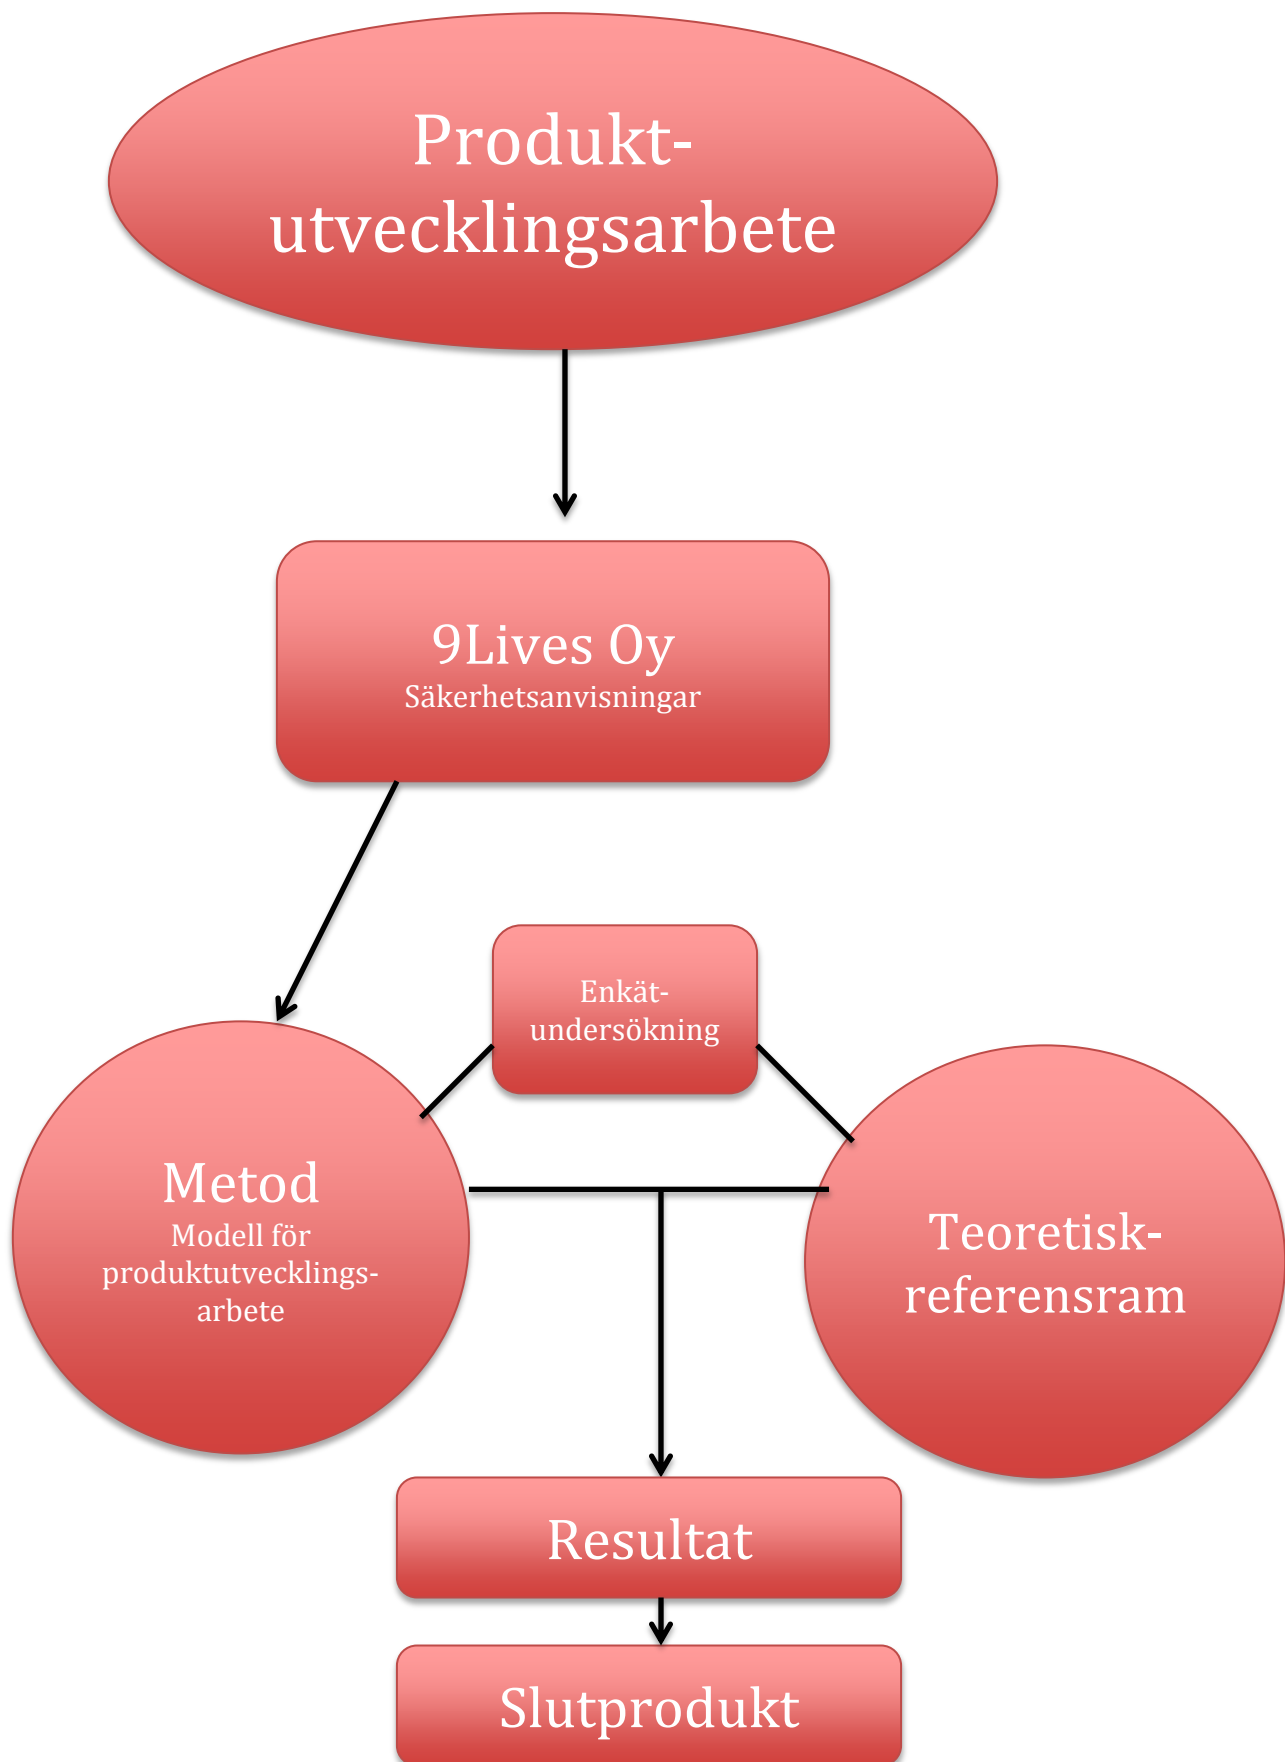 Produkt-
utvecklingsarbete
9Lives Oy
Säkerhetsanvisningar
Enkät-
undersökning
Metod
Modell för
produktutvecklings-
arbete
Teoretisk-
referensram
Resultat
Slutprodukt